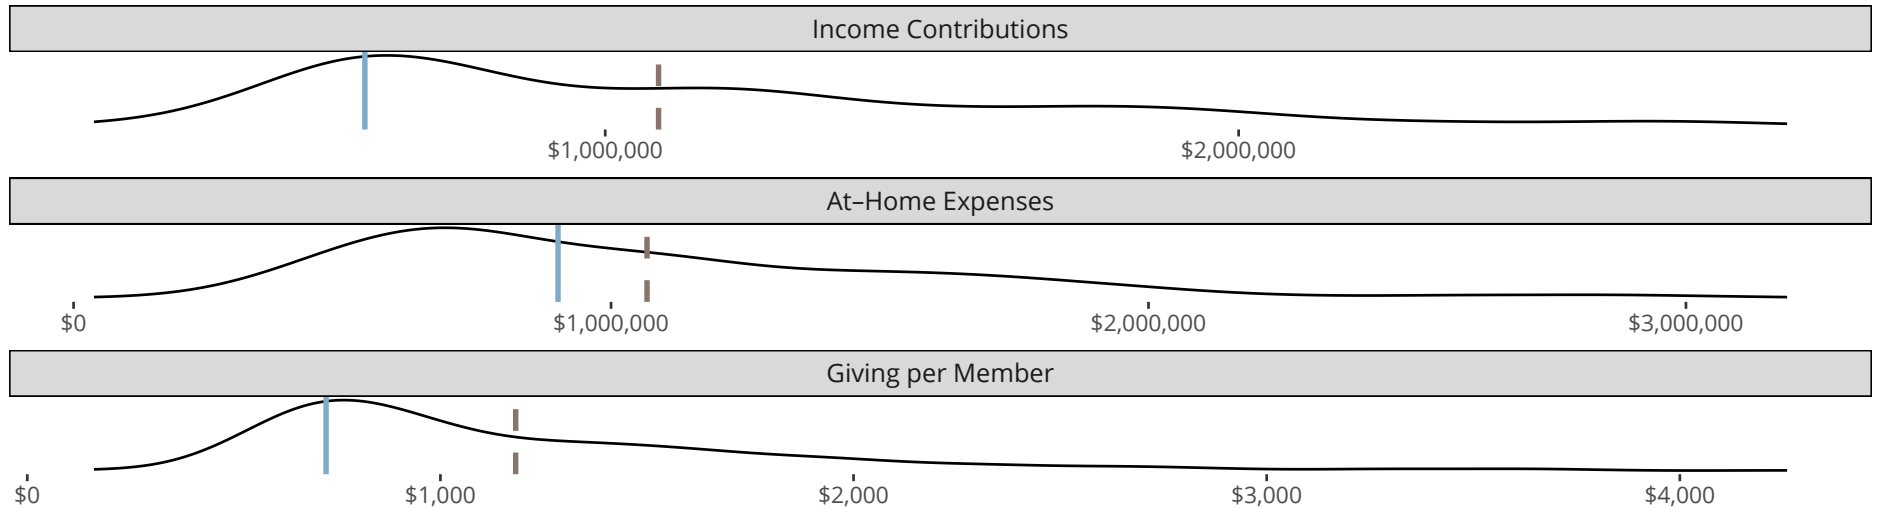 Income Contributions
$1,000,000 $2,000,000
At–Home Expenses
$0 $1,000,000 $2,000,000 $3,000,000
Giving per Member
$0 $1,000 $2,000 $3,000 $4,000